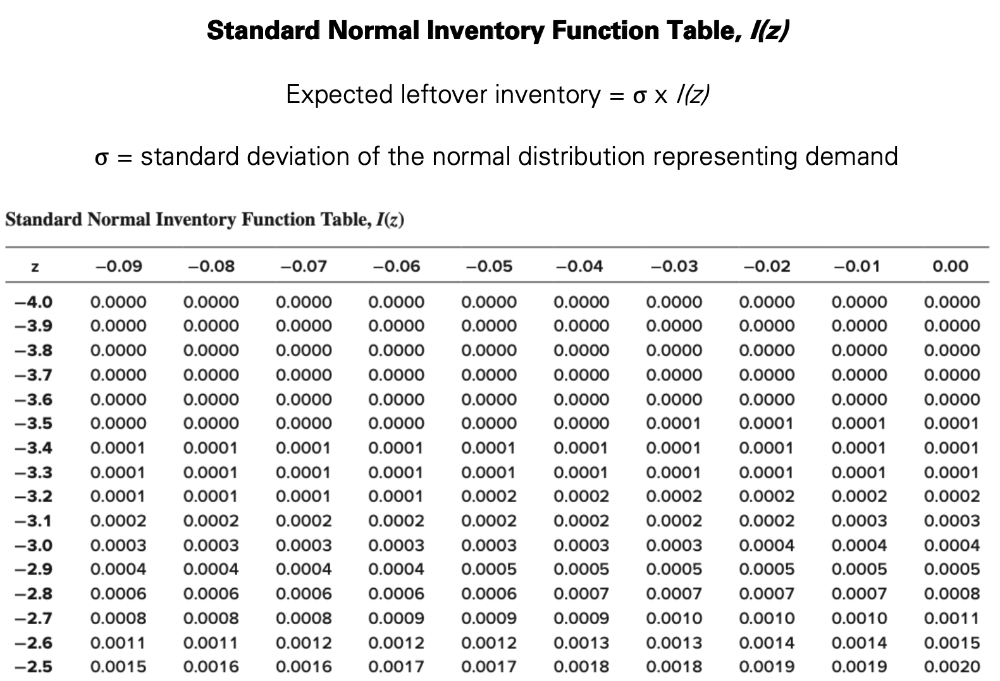 Standard Normal Inventory Function Table, I(z)
Expected leftover inventory = σ x I(z)
σ = standard deviation of the normal distribution representing demand
Standard Normal Inventory Function Table, I(z)
z −0.09 −0.08 −0.07 −0.06 −0.05 −0.04 −0.03 −0.02 −0.01 0.00
−4.0 0.0000 0.0000 0.0000 0.0000 0.0000 0.0000 0.0000 0.0000 0.0000 0.0000
−3.9 0.0000 0.0000 0.0000 0.0000 0.0000 0.0000 0.0000 0.0000 0.0000 0.0000
−3.8 0.0000 0.0000 0.0000 0.0000 0.0000 0.0000 0.0000 0.0000 0.0000 0.0000
−3.7 0.0000 0.0000 0.0000 0.0000 0.0000 0.0000 0.0000 0.0000 0.0000 0.0000
−3.6 0.0000 0.0000 0.0000 0.0000 0.0000 0.0000 0.0000 0.0000 0.0000 0.0000
−3.5 0.0000 0.0000 0.0000 0.0000 0.0000 0.0000 0.0001 0.0001 0.0001 0.0001
−3.4 0.0001 0.0001 0.0001 0.0001 0.0001 0.0001 0.0001 0.0001 0.0001 0.0001
−3.3 0.0001 0.0001 0.0001 0.0001 0.0001 0.0001 0.0001 0.0001 0.0001 0.0001
−3.2 0.0001 0.0001 0.0001 0.0001 0.0002 0.0002 0.0002 0.0002 0.0002 0.0002
−3.1 0.0002 0.0002 0.0002 0.0002 0.0002 0.0002 0.0002 0.0002 0.0003 0.0003
−3.0 0.0003 0.0003 0.0003 0.0003 0.0003 0.0003 0.0003 0.0004 0.0004 0.0004
−2.9 0.0004 0.0004 0.0004 0.0004 0.0005 0.0005 0.0005 0.0005 0.0005 0.0005
−2.8 0.0006 0.0006 0.0006 0.0006 0.0006 0.0007 0.0007 0.0007 0.0007 0.0008
−2.7 0.0008 0.0008 0.0008 0.0009 0.0009 0.0009 0.0010 0.0010 0.0010 0.0011
−2.6 0.0011 0.0011 0.0012 0.0012 0.0012 0.0013 0.0013 0.0014 0.0014 0.0015
−2.5 0.0015 0.0016 0.0016 0.0017 0.0017 0.0018 0.0018 0.0019 0.0019 0.0020